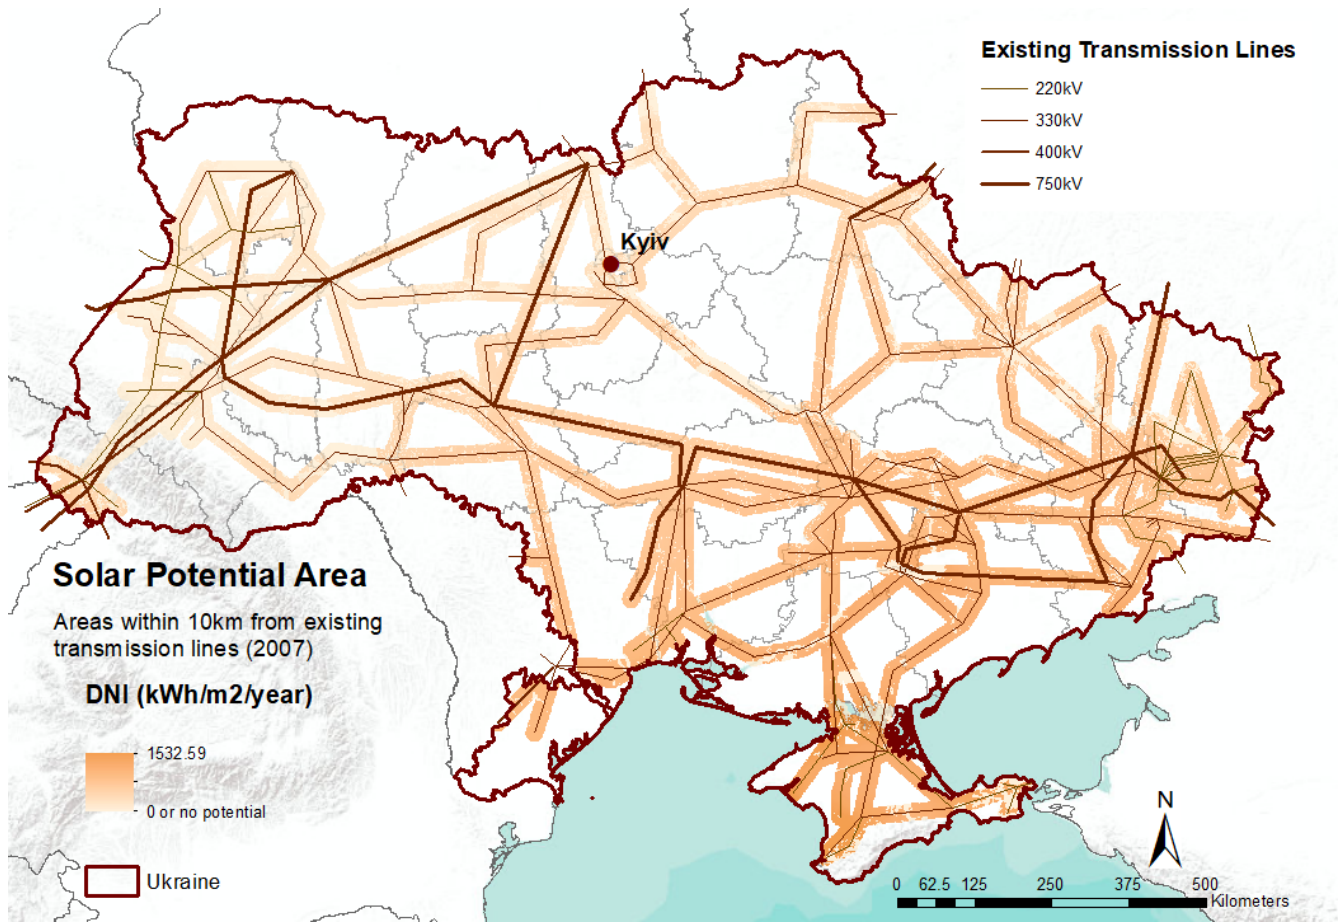 Existing Transmission Lines
220kV
330kV
400kV
750kV
Kyiv
Solar Potential Area
Areas within 10km from existing
transmission lines (2007)
DNI (kWh/m2/year)
1532.59
0 or no potential
Ukraine
N
0 62.5 125 250 375 500
Kilometers